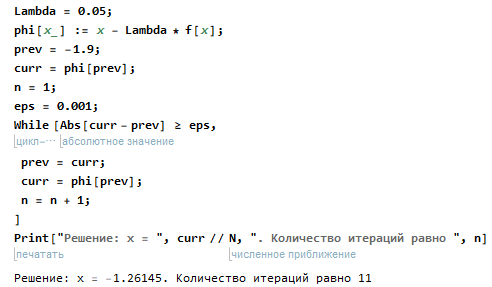 Lambda = 0.05;
phi[x_] := x - Lambda * f[x];
prev = -1.9;
curr = phi[prev];
n = 1;
eps = 0.001;
While[Abs[curr - prev] ≥ eps,
цикл-⋯ абсолютное значение
prev = curr;
curr = phi[prev];
n = n + 1;
]
Print["Решение: x = ", curr // N, ". Количество итераций равно ", n]
печатать численное приближение
Решение: x = -1.26145. Количество итераций равно 11